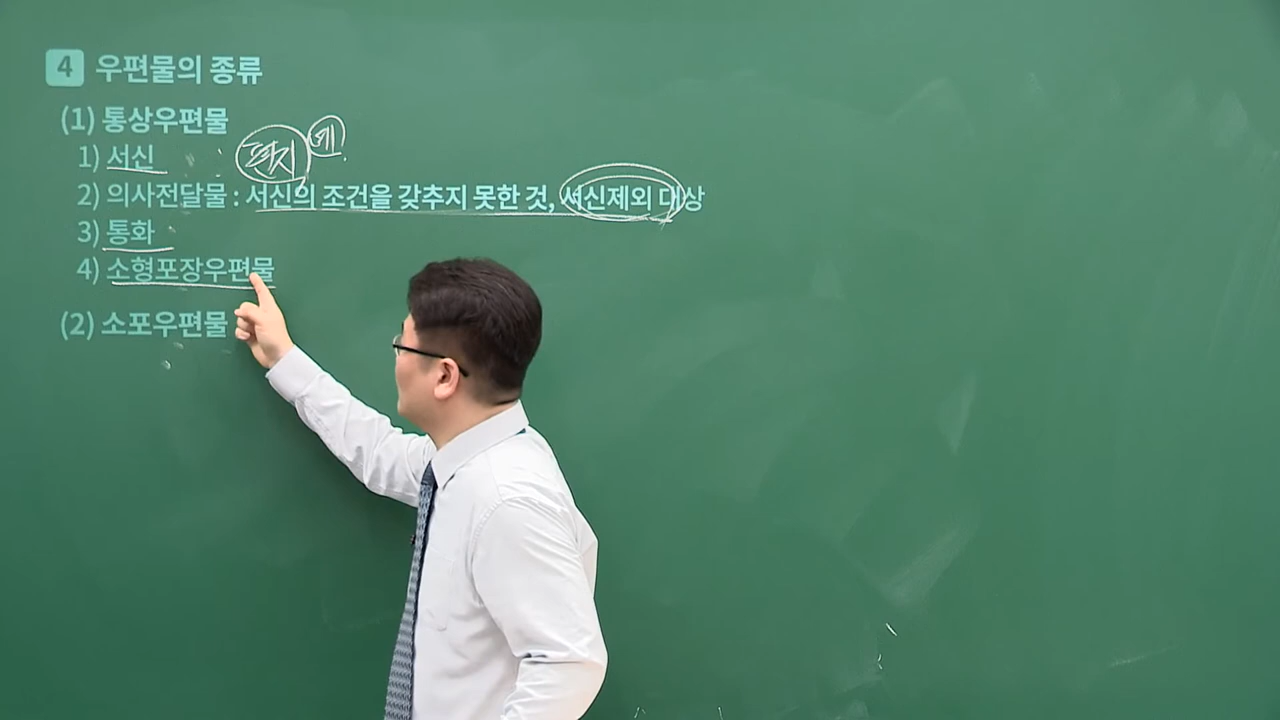 4 우편물의 종류
(1) 통상우편물
편지
1) 서신
2) 의사전달물 : 서신의 조건을 갖추지 못한 것, 서신제외 대상
3) 통화
4) 소형포장우편물
(2) 소포우편물